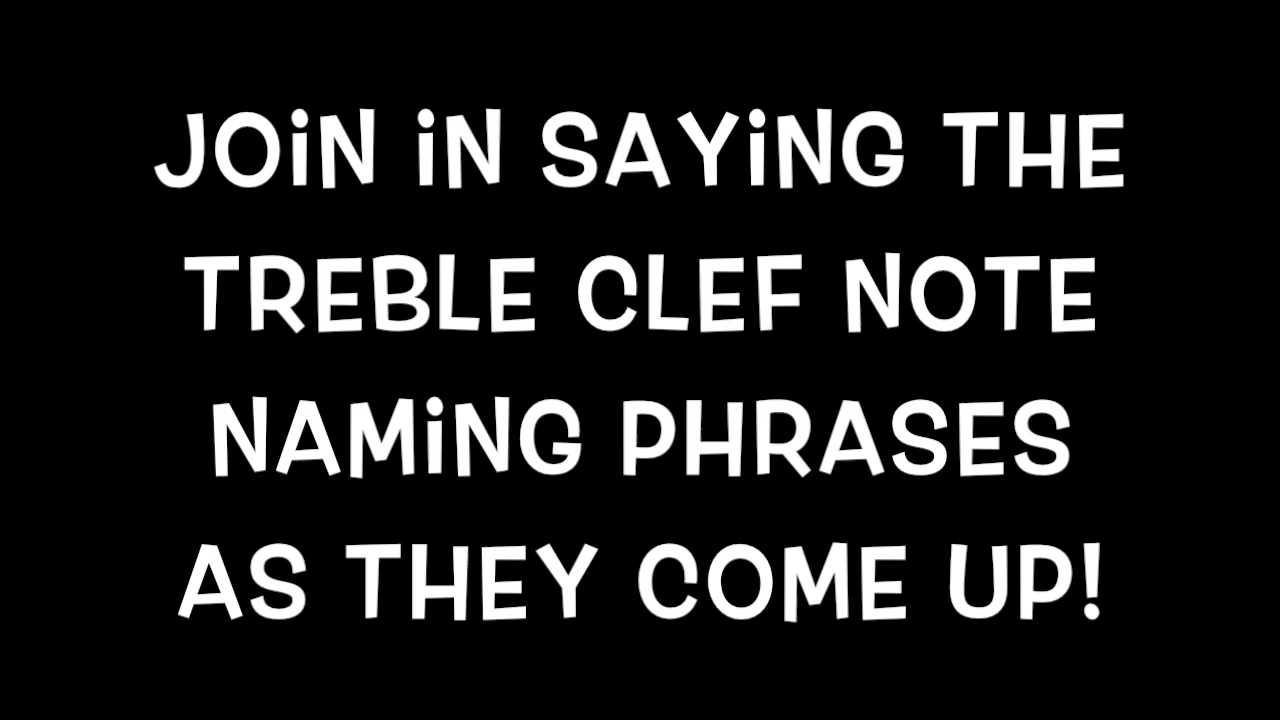 JOiN iN SAYiNG THE
TREBLE CLEF NOTE
NAMiNG PHRASES
AS THEY COME UP!